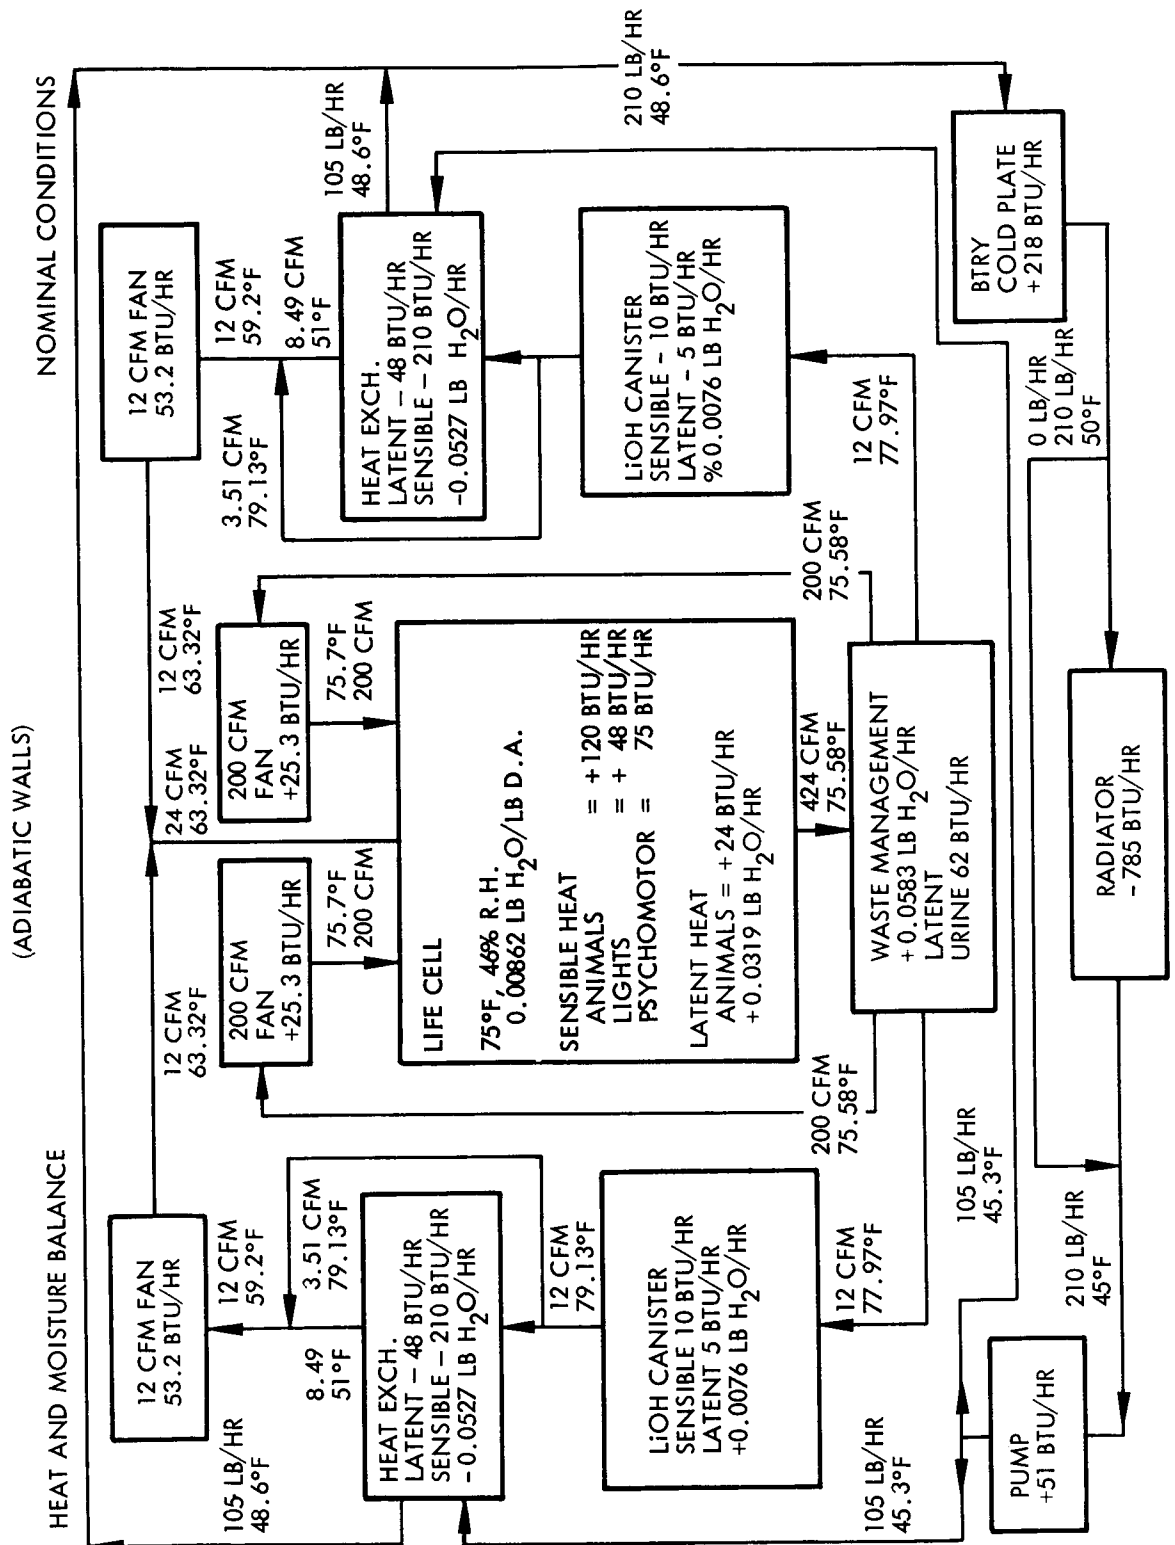 HEAT AND MOISTURE BALANCE
(ADIABATIC WALLS)
NOMINAL CONDITIONS
12 CFM FAN
53.2 BTU/HR
12 CFM
63.32°F
24 CFM
63.32°F
12 CFM
63.32°F
12 CFM FAN
53.2 BTU/HR
105 LB/HR
48.6°F
12 CFM
59.2°F
3.51 CFM
79.13°F
8.49
51°F
200 CFM
FAN
+25.3 BTU/HR
75.7°F
200 CFM
200 CFM
FAN
+25.3 BTU/HR
75.7°F
200 CFM
3.51 CFM
79.13°F
12 CFM
59.2°F
8.49 CFM
51°F
105 LB/HR
48.6°F
HEAT EXCH.
LATENT – 48 BTU/HR
SENSIBLE – 210 BTU/HR
- 0.0527 LB H2O/HR
12 CFM
79.13°F
LiOH CANISTER
SENSIBLE 10 BTU/HR
LATENT 5 BTU/HR
+0.0076 LB H2O/HR
12 CFM
77.97°F
LIFE CELL
75°F, 46% R.H.
0.00862 LB H2O/LB D.A.
SENSIBLE HEAT
ANIMALS = +120 BTU/HR
LIGHTS = + 48 BTU/HR
PSYCHOMOTOR = 75 BTU/HR
LATENT HEAT
ANIMALS = +24 BTU/HR
+0.0319 LB H2O/HR
424 CFM
75.58°F
HEAT EXCH.
LATENT – 48 BTU/HR
SENSIBLE – 210 BTU/HR
-0.0527 LB H2O/HR
LiOH CANISTER
SENSIBLE - 10 BTU/HR
LATENT - 5 BTU/HR
%0.0076 LB H2O/HR
12 CFM
77.97°F
210 LB/HR
48.6°F
200 CFM
75.58°F
WASTE MANAGEMENT
+0.0583 LB H2O/HR
LATENT
URINE 62 BTU/HR
200 CFM
75.58°F
105 LB/HR
45.3°F
105 LB/HR
45.3°F
PUMP
+51 BTU/HR
210 LB/HR
45°F
RADIATOR
- 785 BTU/HR
0 LB/HR
210 LB/HR
50°F
BTRY
COLD PLATE
+218 BTU/HR